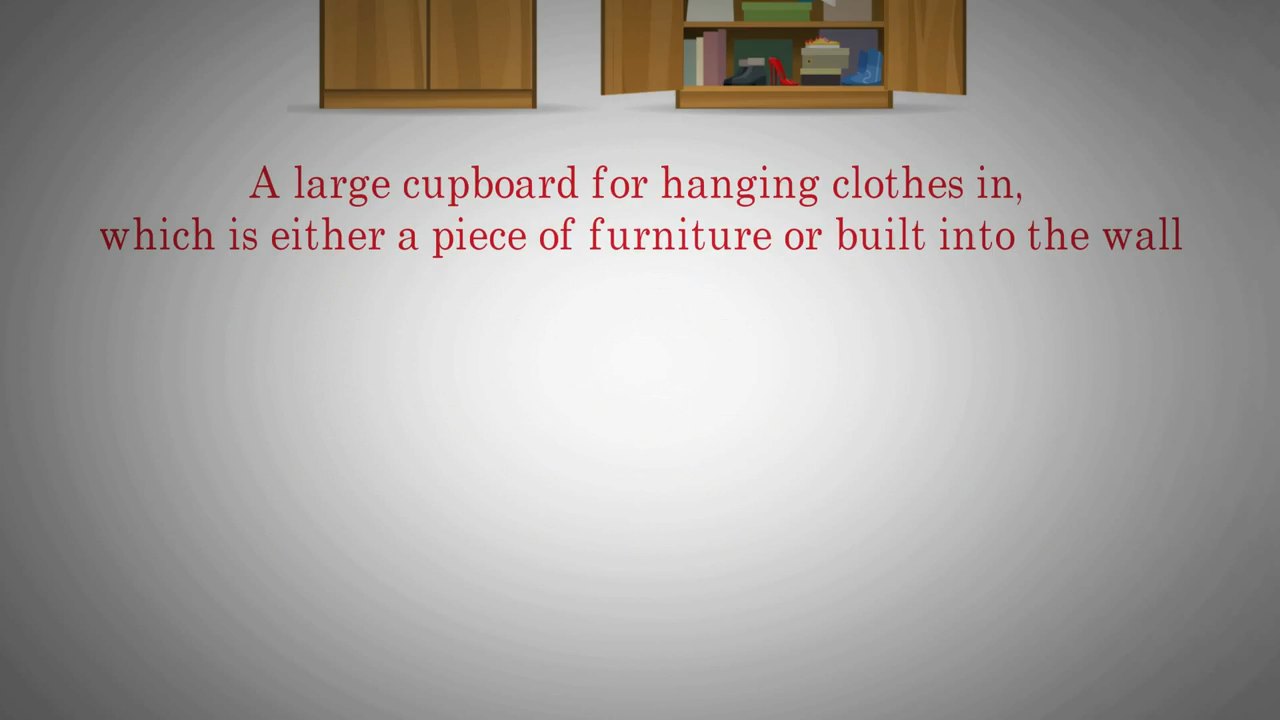 A large cupboard for hanging clothes in,
which is either a piece of furniture or built into the wall